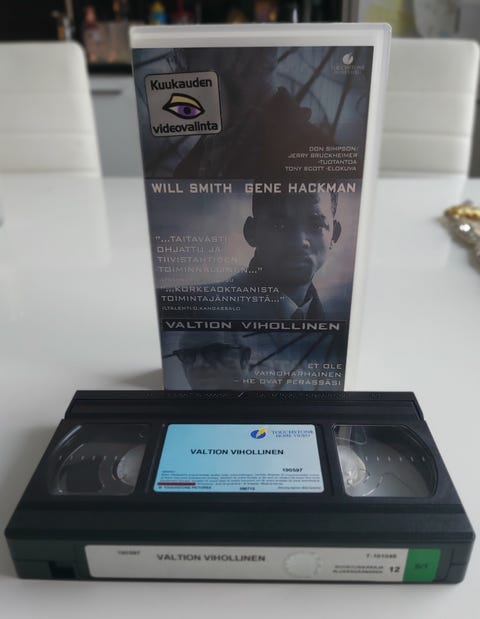 Kuukauden
videovalinta
TOUCHSTONE
HOME VIDEO
DON SIMPSON:
JERRY BRUCKHEIMER
-TUOTANTOA
TONY SCOTT -ELOKUVA
WILL SMITH GENE HACKMAN
"...TAITAVASTI
OHJATTU JA
TIIVISTAHTISEN
TOIMINNALLINEN..."
"...KORKEAOKTAANISTA
TOIMINTAJÄNNITYSTÄ..."
ILTALEHTI O.KANGASSALO
VALTION VIHOLLINEN
ET OLE
VAINOHARHAINEN
– HE OVAT PERÄSSÄSI
TOUCHSTONE
HOME VIDEO
VALTION VIHOLLINEN
190597
190597
VALTION VIHOLLINEN
12